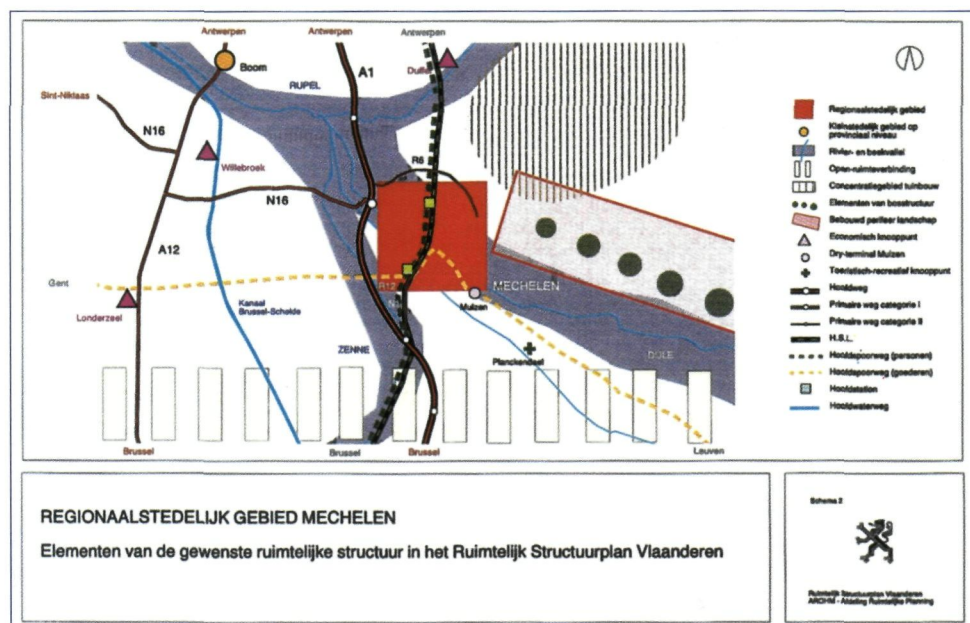 Antwerpen
Antwerpen
Antwerpen
Boom
A1
Duffel
RUPEL
Sint-Niklaas
N16
Willebroek
R6
N16
A12
Gent
R12
MECHELEN
Muizen
Londerzeel
Kanaal
Brussel-Schelde
ZENNE
Planckendael
DIJLE
Brussel
Brussel
Brussel
Leuven
Regionaalstedelijk gebied
Kleinstedelijk gebied op
provinciaal niveau
Rivier- en beekvallei
Open-ruimteverbinding
Concentratiegebied tuinbouw
Elementen van bosstructuur
Bebouwd perifeer landschap
Economisch knooppunt
Dry-terminal Muizen
Toeristisch-recreatief knooppunt
Hoofdweg
Primaire weg categorie I
Primaire weg categorie II
H.S.L.
Hoofdspoorweg (personen)
Hoofdspoorweg (goederen)
Hoofdstation
Hoofdwaterweg
REGIONAALSTEDELIJK GEBIED MECHELEN
Elementen van de gewenste ruimtelijke structuur in het Ruimtelijk Structuurplan Vlaanderen
Schema 2
Ruimtelijk Structuurplan Vlaanderen
AROHM - Afdeling Ruimtelijke Planning